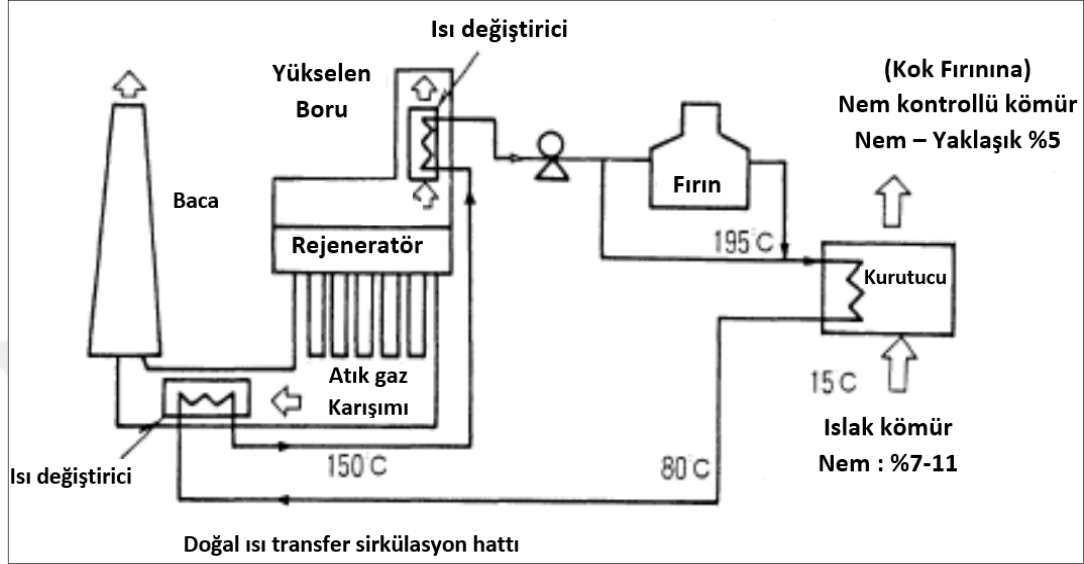 Isı değiştirici
Yükselen
Boru
(Kok Fırınına)
Nem kontrollü kömür
Nem – Yaklaşık %5
Baca
Fırın
Rejeneratör
195°C
Kurutucu
Atık gaz
Karışımı
15°C
Islak kömür
Nem : %7-11
Isı değiştirici
150°C
80°C
Doğal ısı transfer sirkülasyon hattı